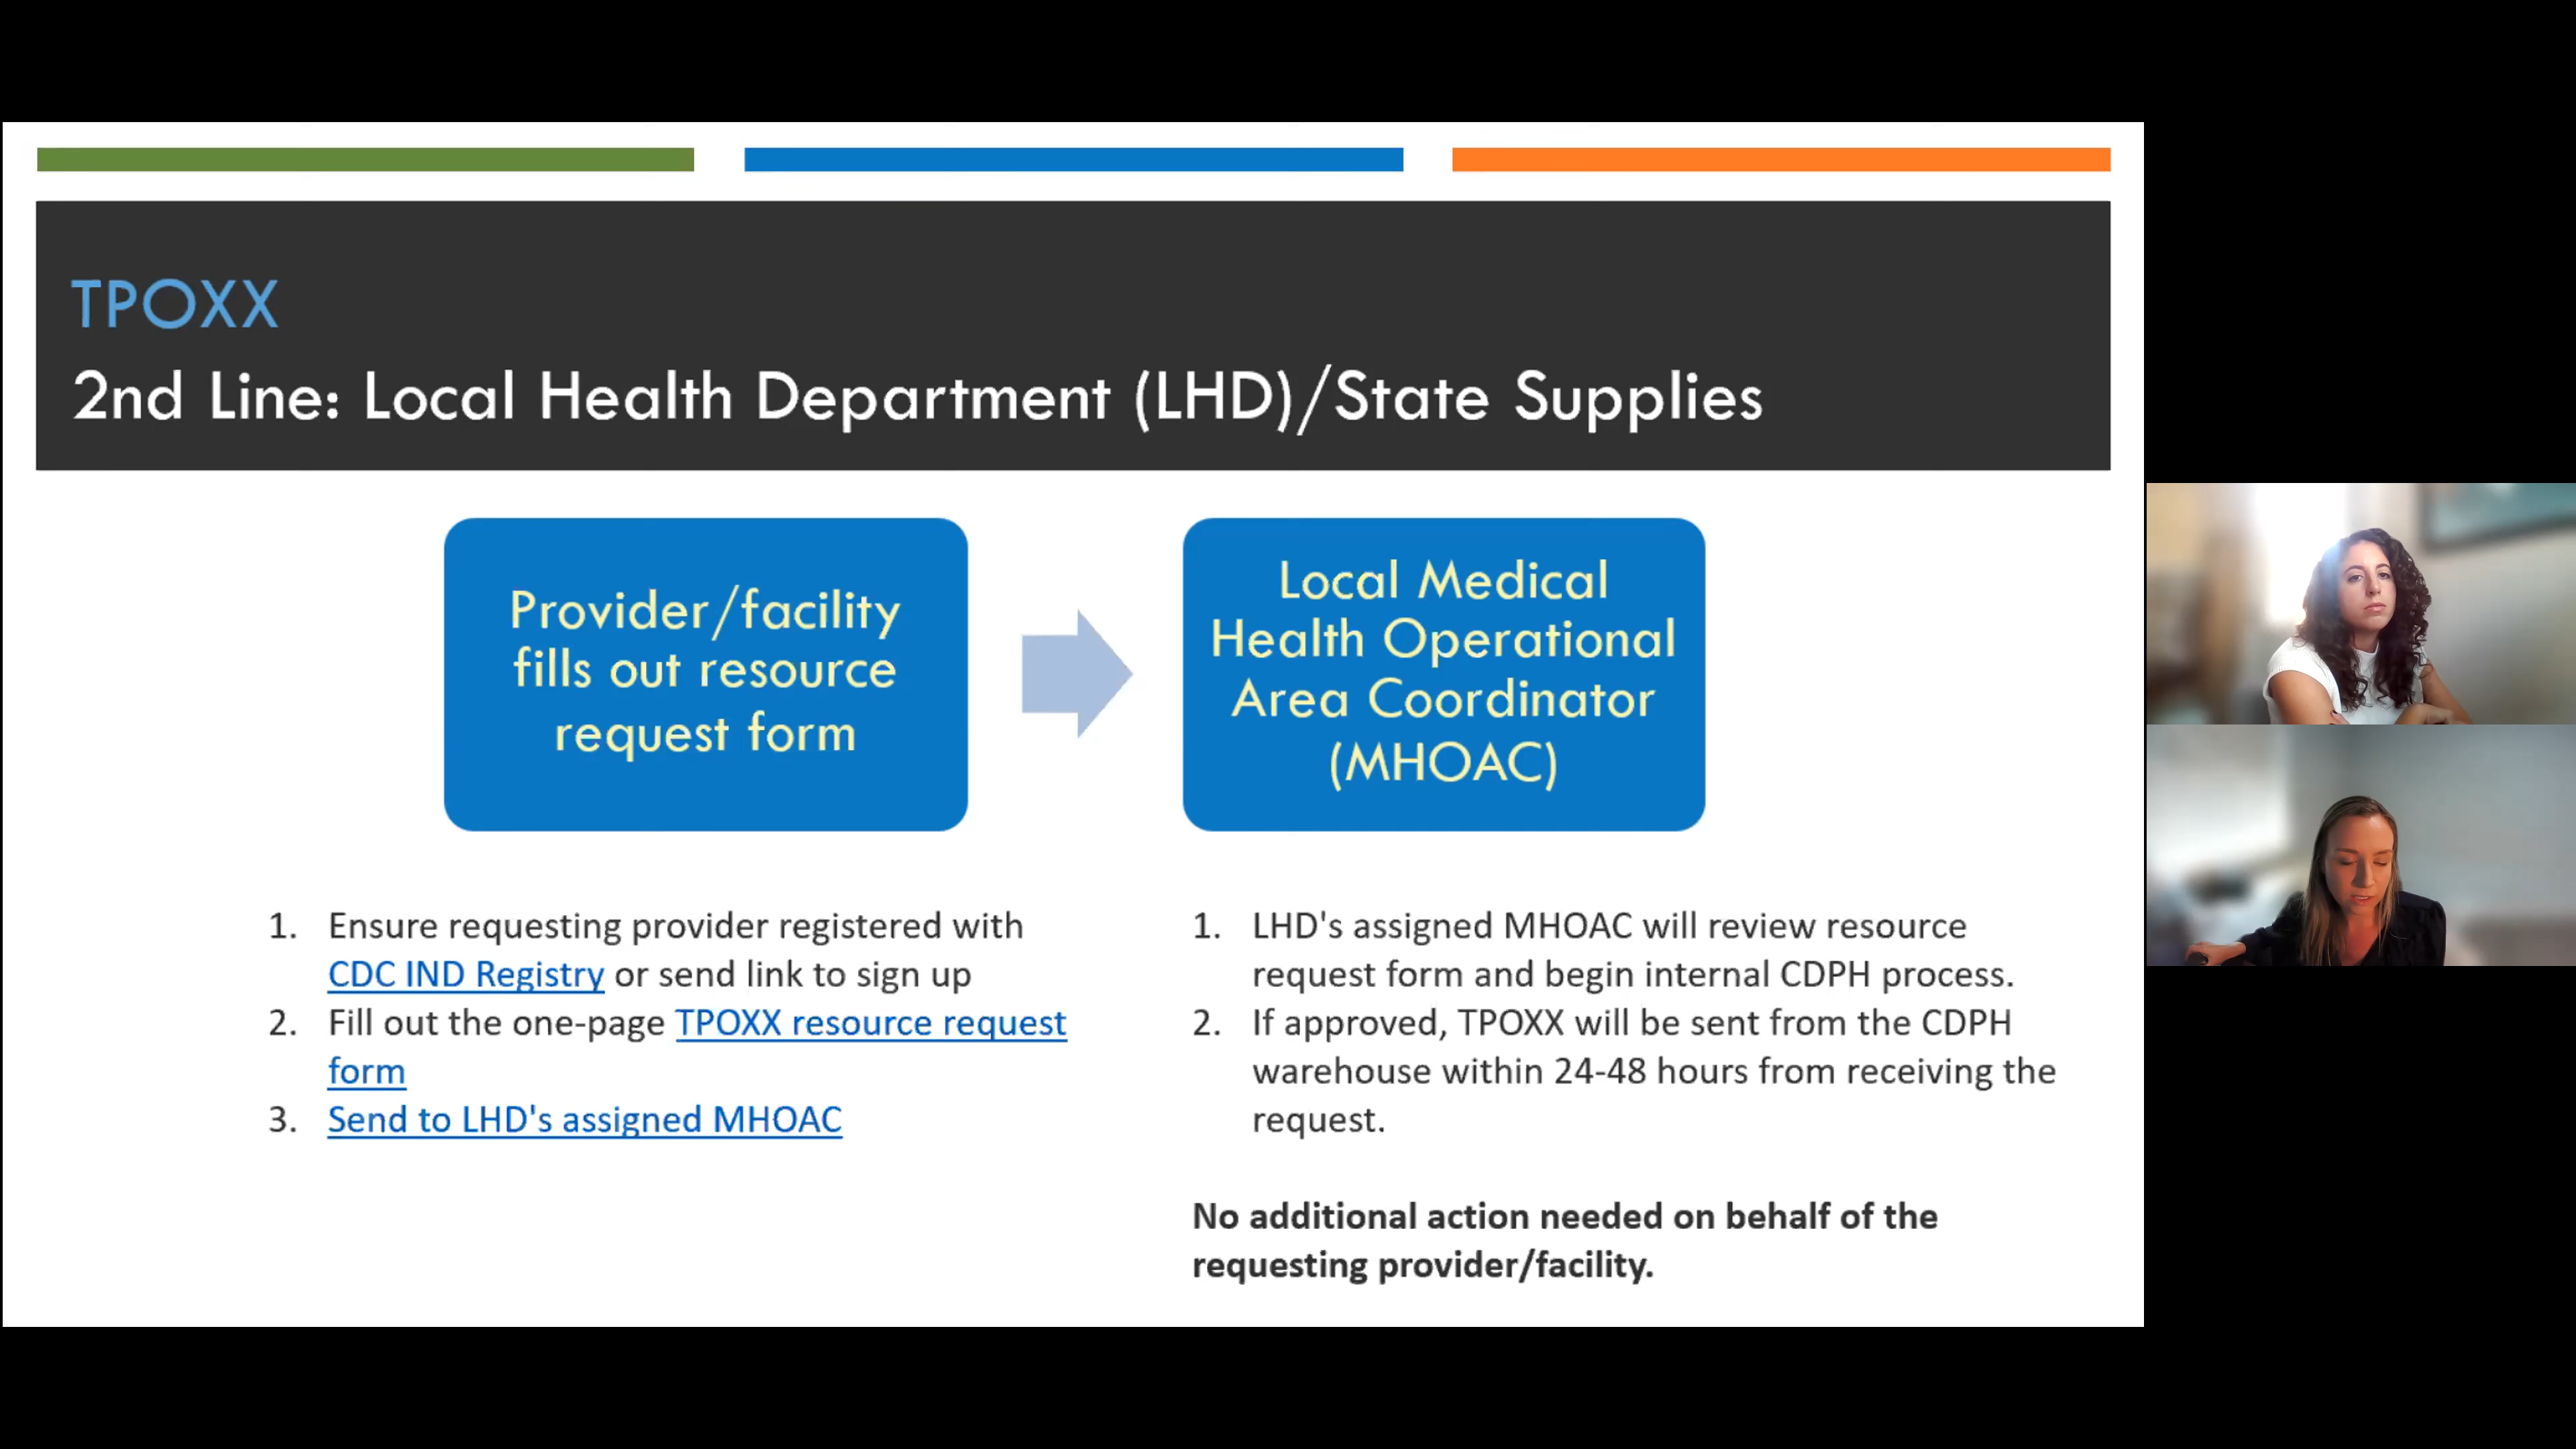 TPOXX
2nd Line: Local Health Department (LHD)/State Supplies
Provider/facility
fills out resource
request form
Local Medical
Health Operational
Area Coordinator
(MHOAC)
1. Ensure requesting provider registered with
CDC IND Registry or send link to sign up
2. Fill out the one-page TPOXX resource request
form
3. Send to LHD's assigned MHOAC
1. LHD's assigned MHOAC will review resource
request form and begin internal CDPH process.
2. If approved, TPOXX will be sent from the CDPH
warehouse within 24-48 hours from receiving the
request.
No additional action needed on behalf of the
requesting provider/facility.